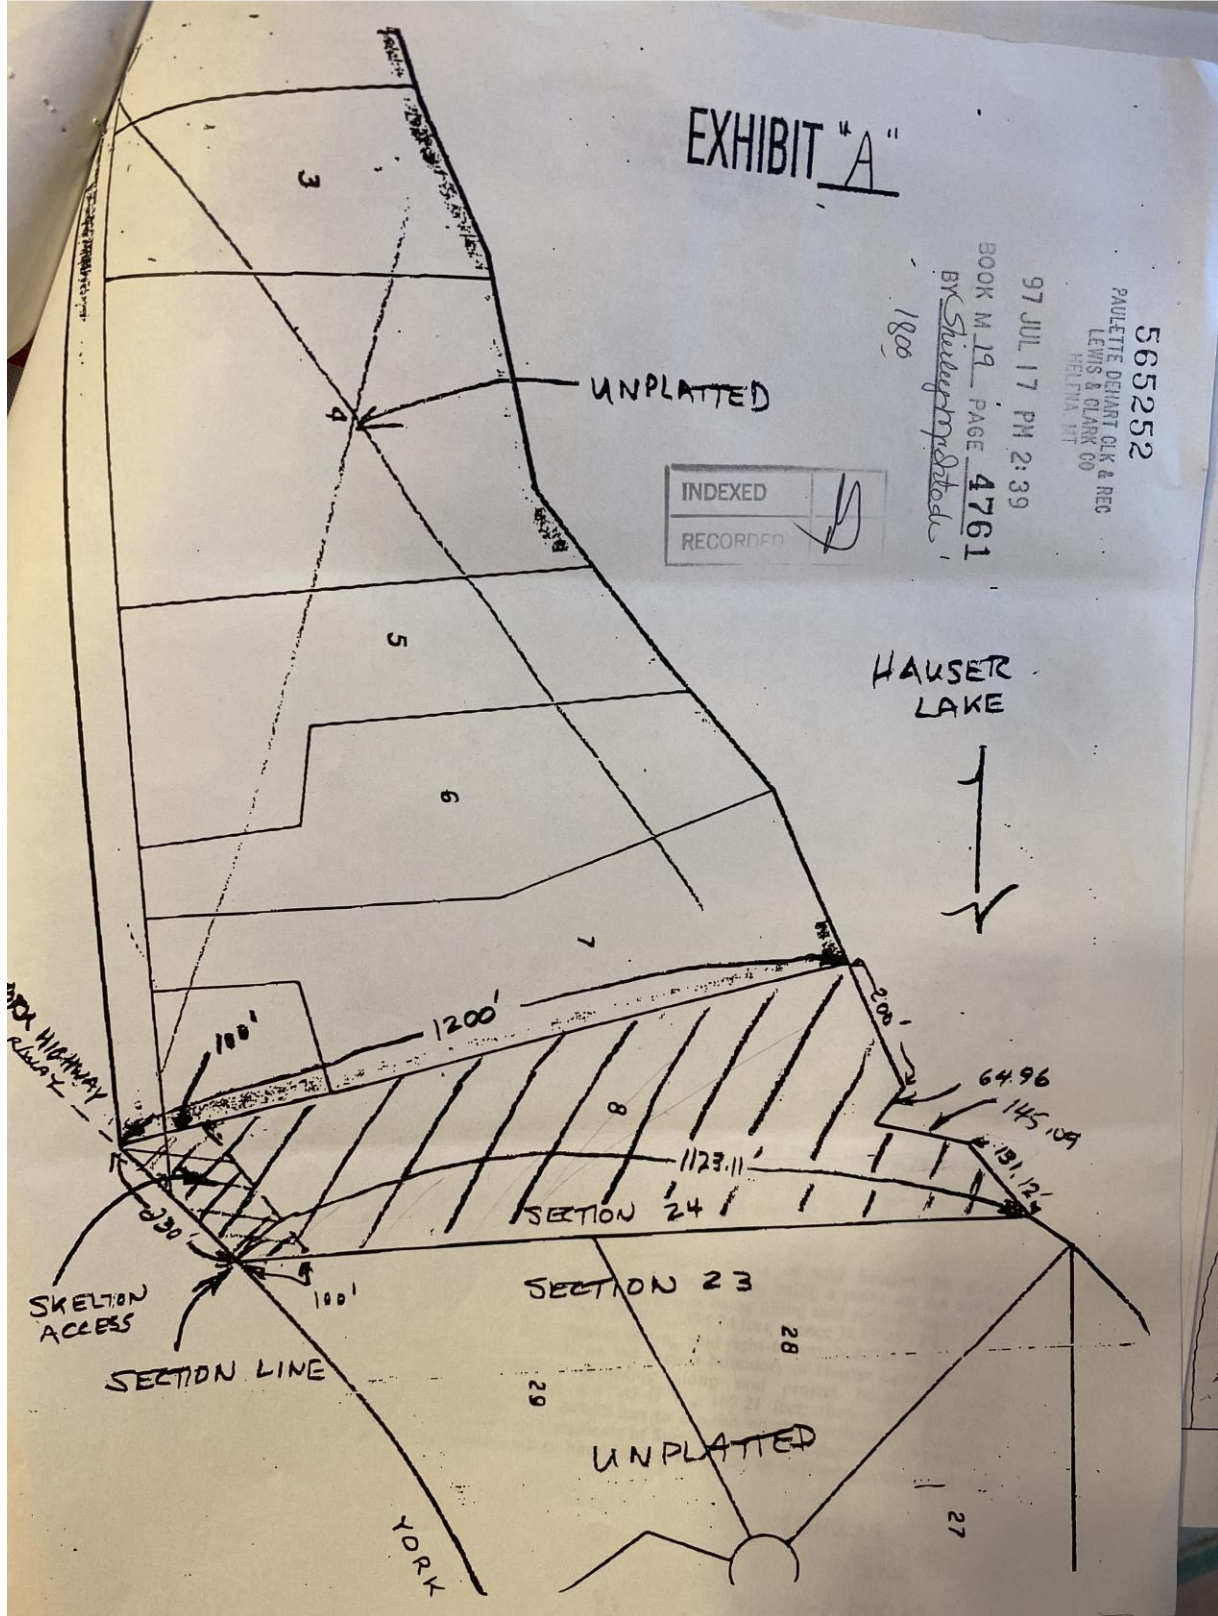 EXHIBIT "A"
565252
PAULETTE DEHART CLK & REC
LEWIS & CLARK CO
HELENA, MT
97 JUL 17 PM 2:39
BOOK M 19 PAGE 4761
BY
1800
INDEXED
RECORDED
3
UNPLATTED
4
5
HAUSER
LAKE
6
7
1200'
100'
HIGHWAY
200'
64.96
145.09
131.12'
8
1123.11'
SECTION 24
230'
SKELTON
ACCESS
100'
SECTION 23
SECTION LINE
28
29
UNPLATTED
27
YORK